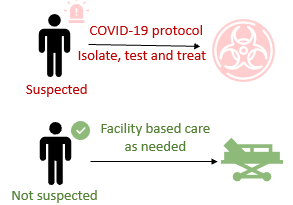 COVID-19 protocol
Isolate, test and treat
Suspected
Facility based care
as needed
Not suspected